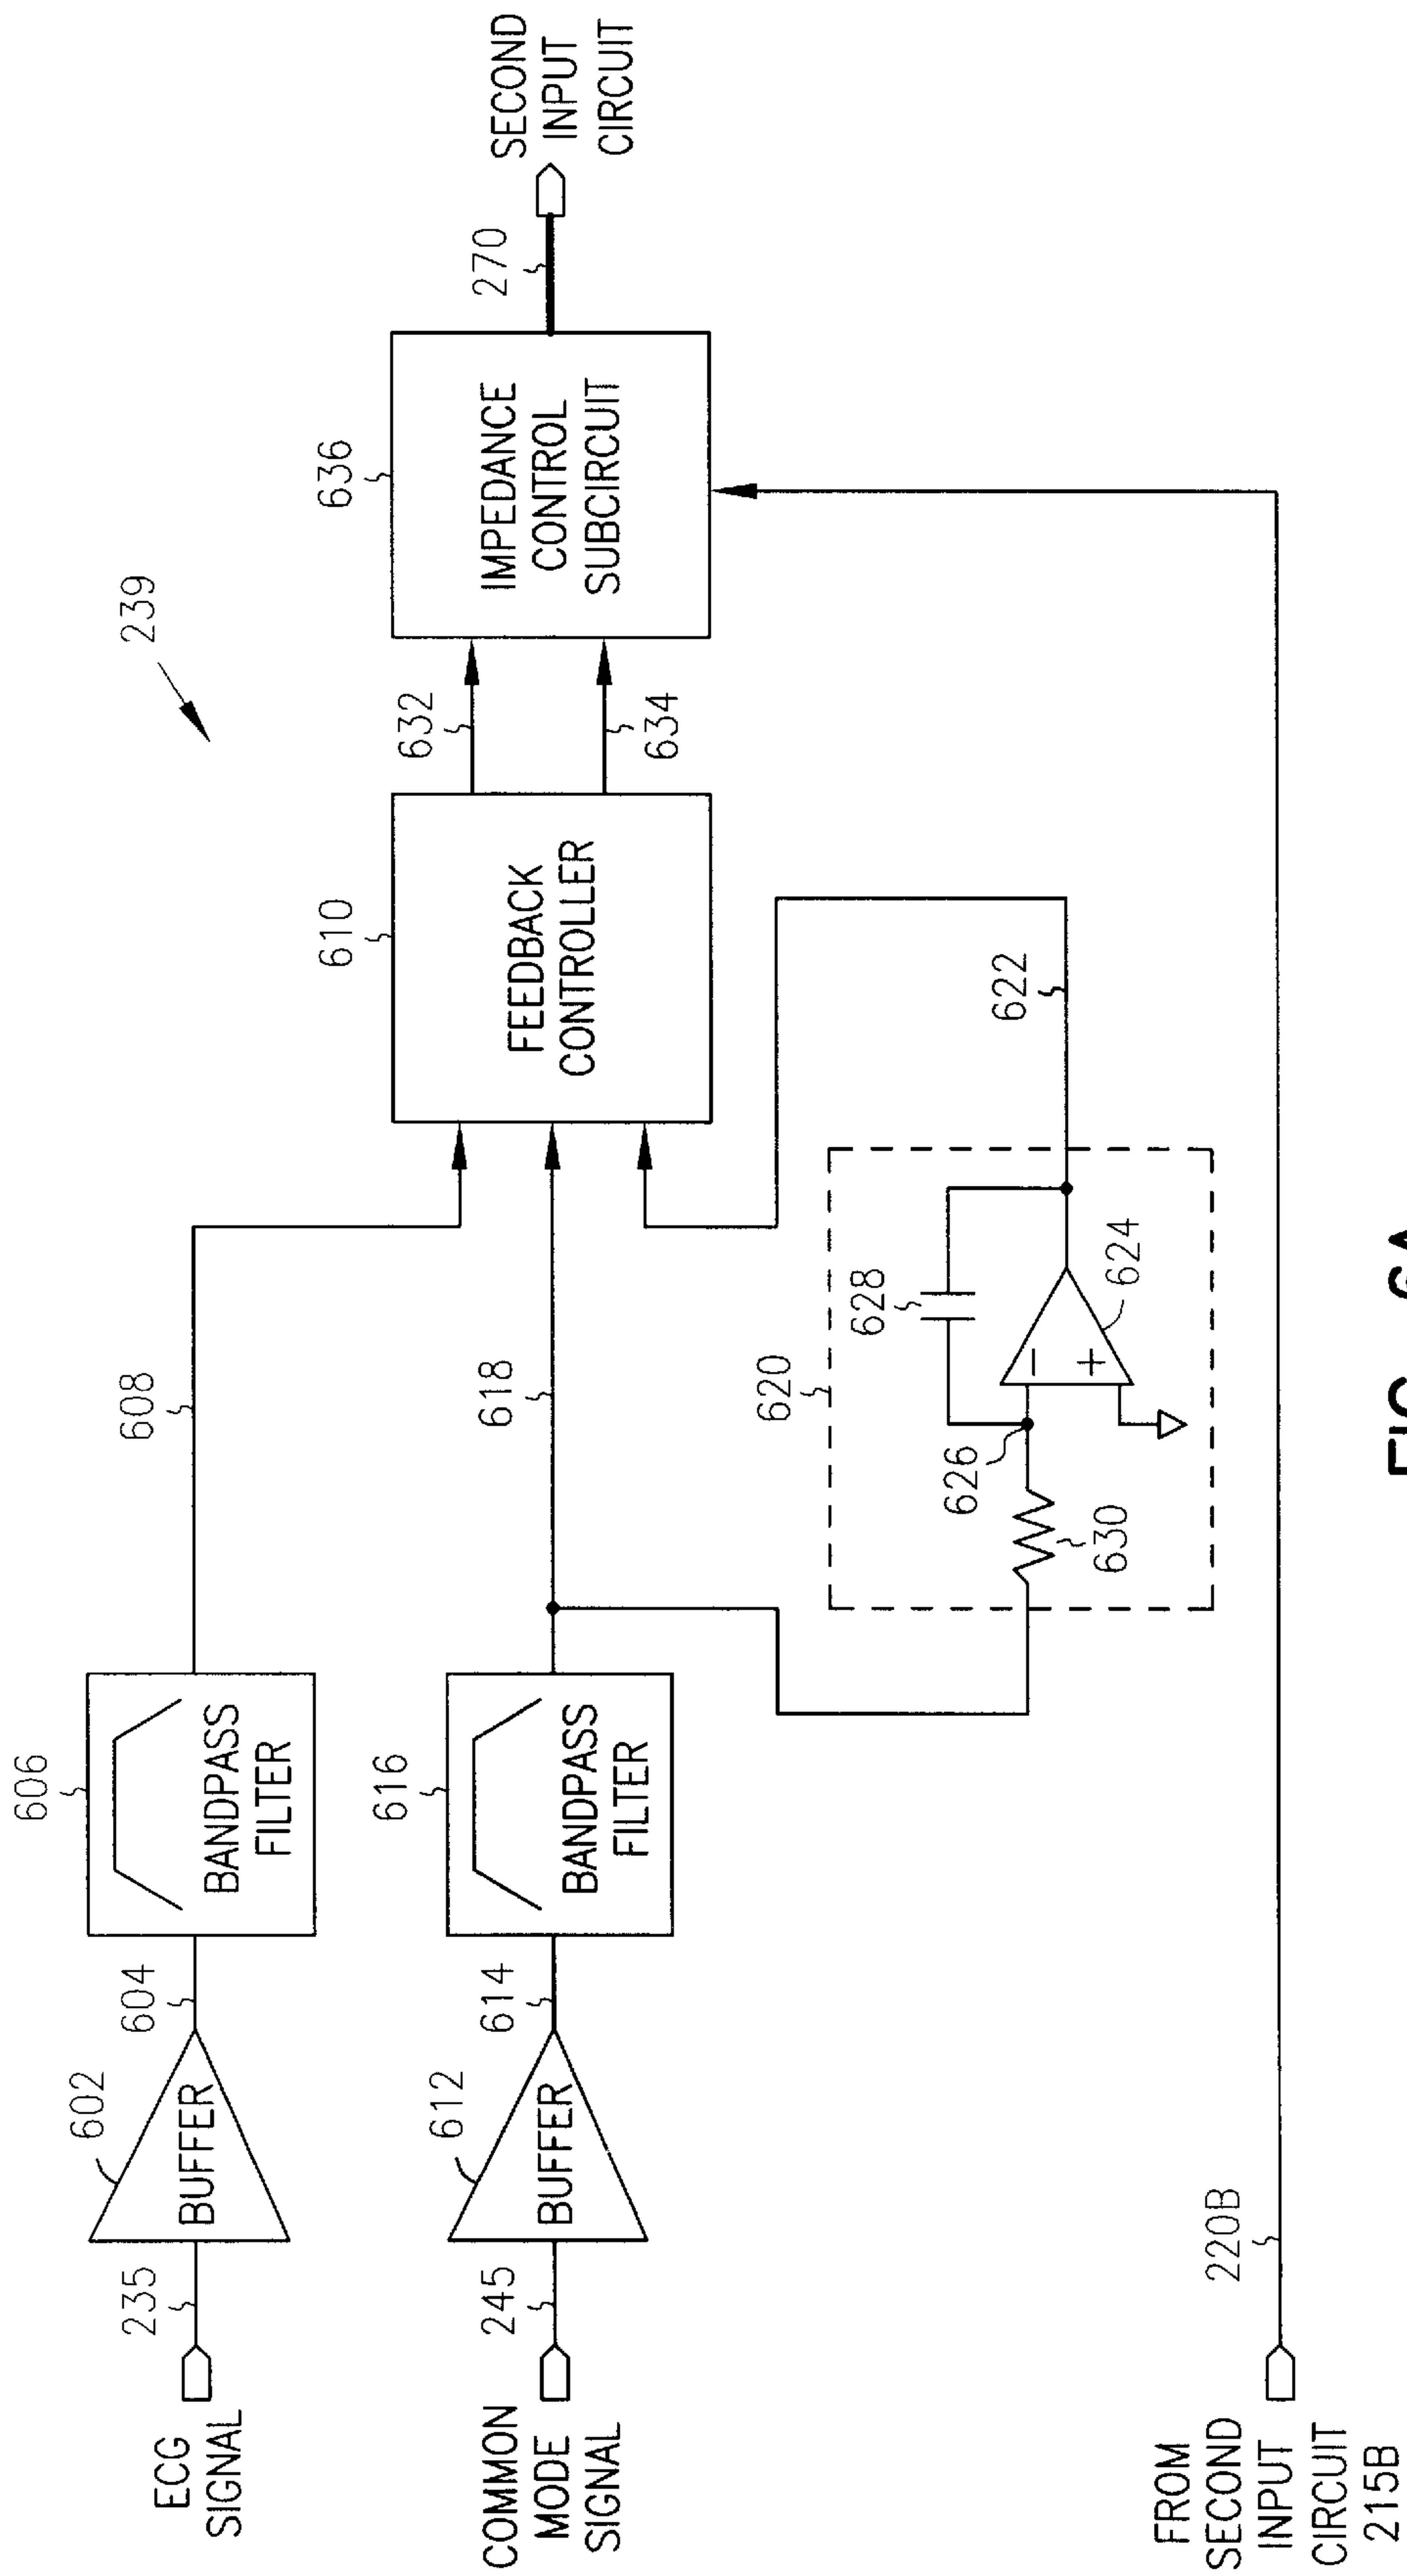 239
ECG
SIGNAL
235
602
BUFFER
604
606
BANDPASS
FILTER
608
COMMON
MODE
SIGNAL
245
612
BUFFER
614
616
BANDPASS
FILTER
618
610
FEEDBACK
CONTROLLER
632
634
636
IMPEDANCE
CONTROL
SUBCIRCUIT
270
SECOND
INPUT
CIRCUIT
620
628
626
630
−
+
624
622
FROM
SECOND
INPUT
CIRCUIT
215B
220B